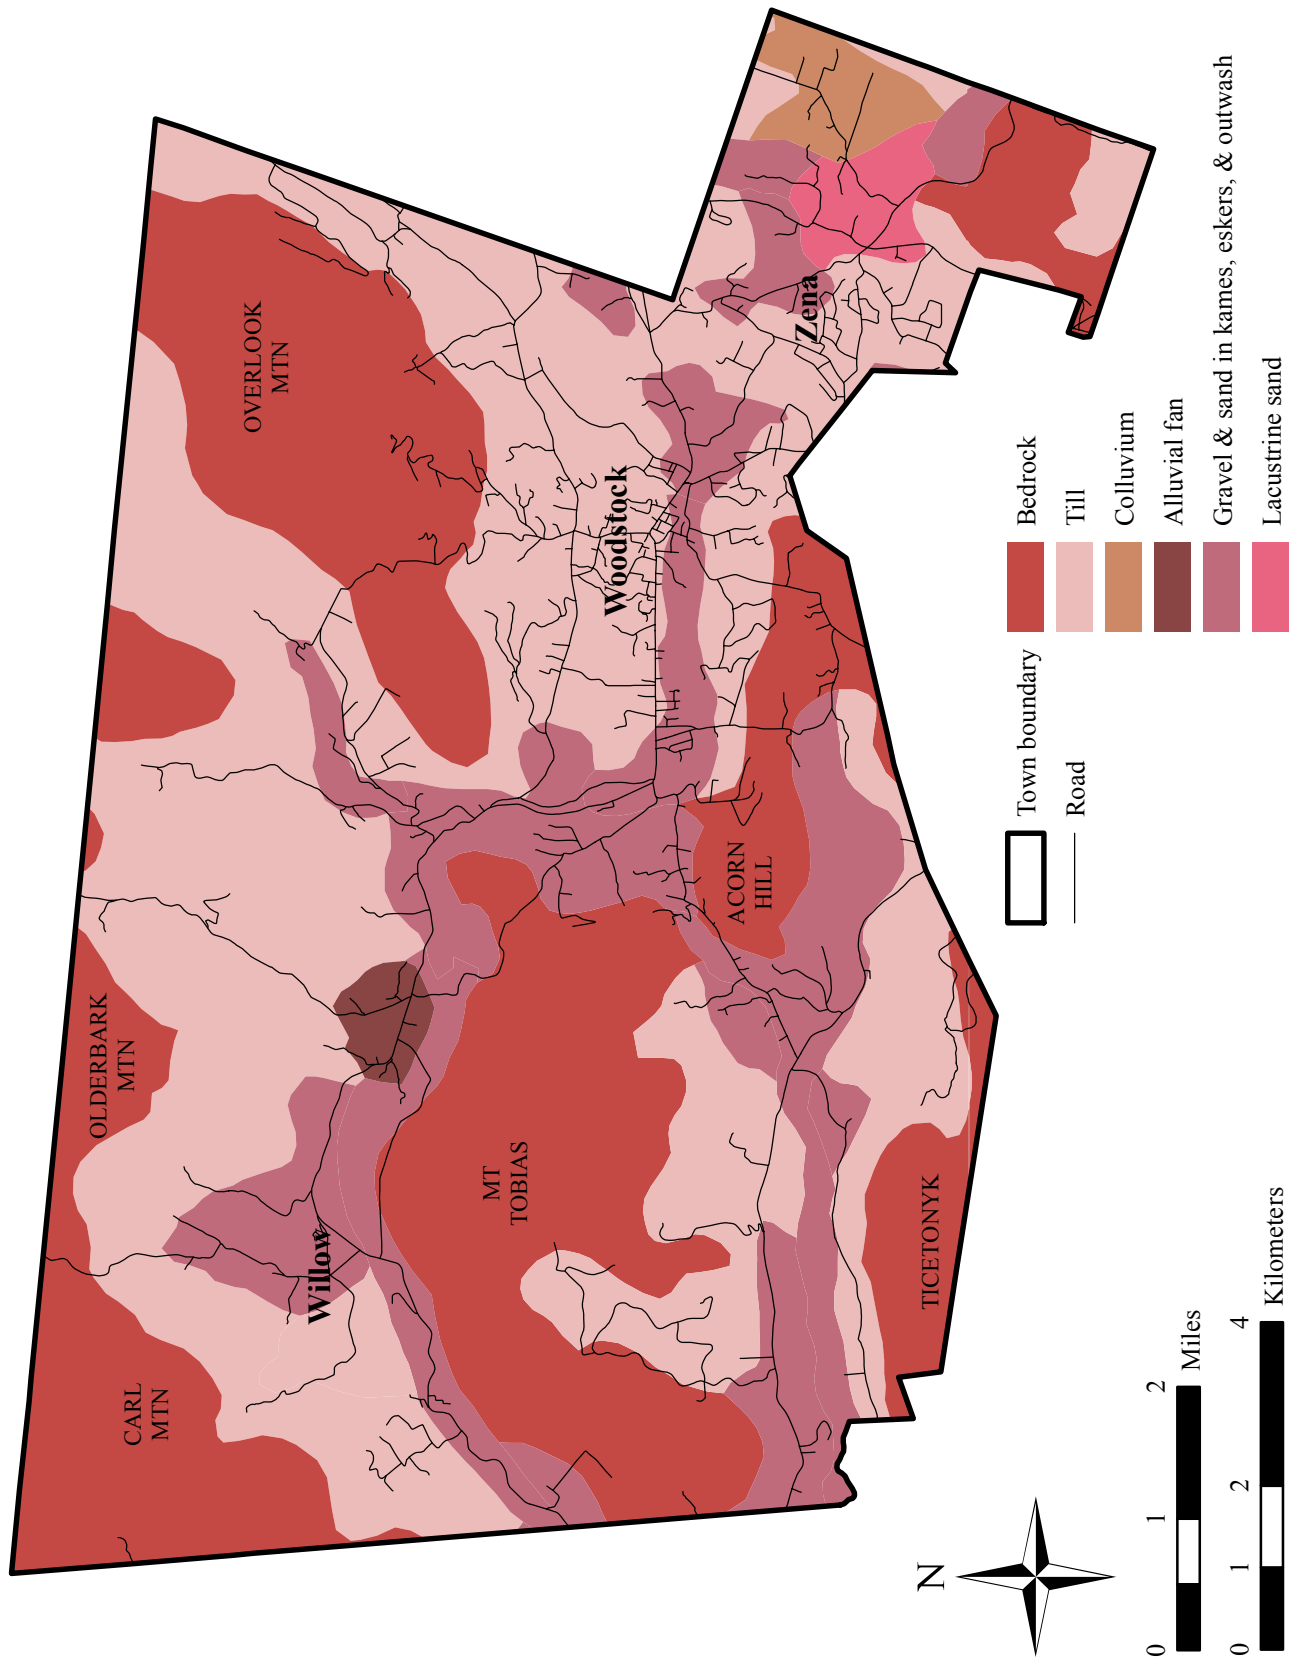 OVERLOOK
MTN
OLDERBARK
MTN
CARL
MTN
Willow
MT
TOBIAS
Woodstock
Zena
ACORN
HILL
TICETONYK
N
0 1 2
Miles
0 1 2 4
Kilometers
Town boundary
Road
Bedrock
Till
Colluvium
Alluvial fan
Gravel & sand in kames, eskers, & outwash
Lacustrine sand